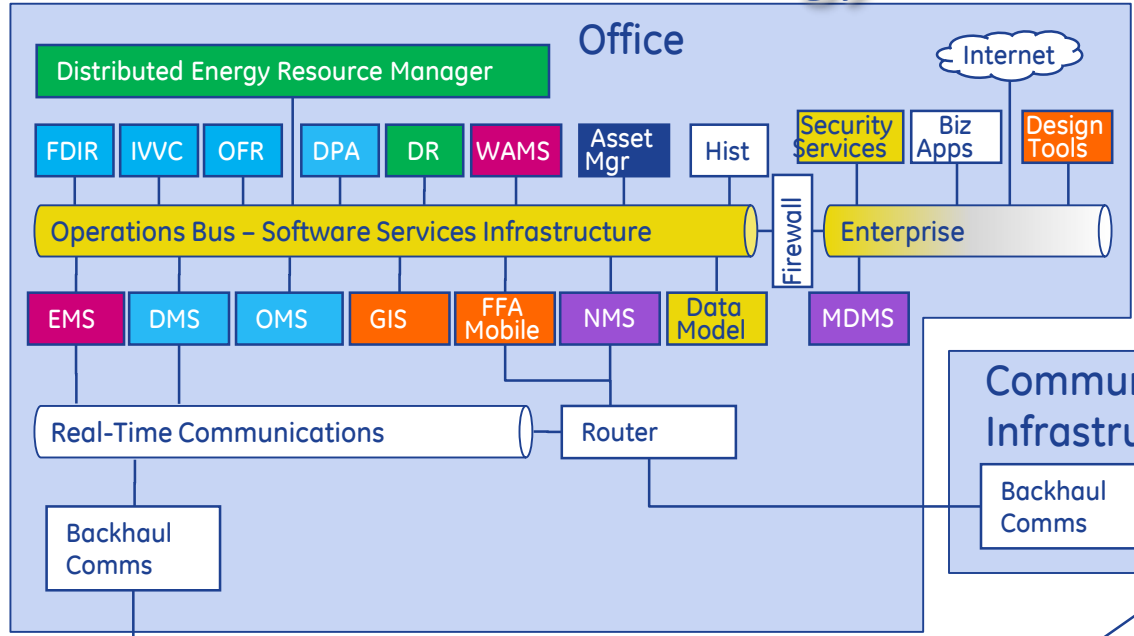 Office
Internet
Distributed Energy Resource Manager
FDIR
IVVC
OFR
DPA
DR
WAMS
Asset
Mgr
Hist
Security
Services
Biz
Apps
Design
Tools
Operations Bus – Software Services Infrastructure
Firewall
Enterprise
EMS
DMS
OMS
GIS
FFA
Mobile
NMS
Data
Model
MDMS
Real-Time Communications
Router
Backhaul
Comms
Commu
Infrastru
Backhaul
Comms